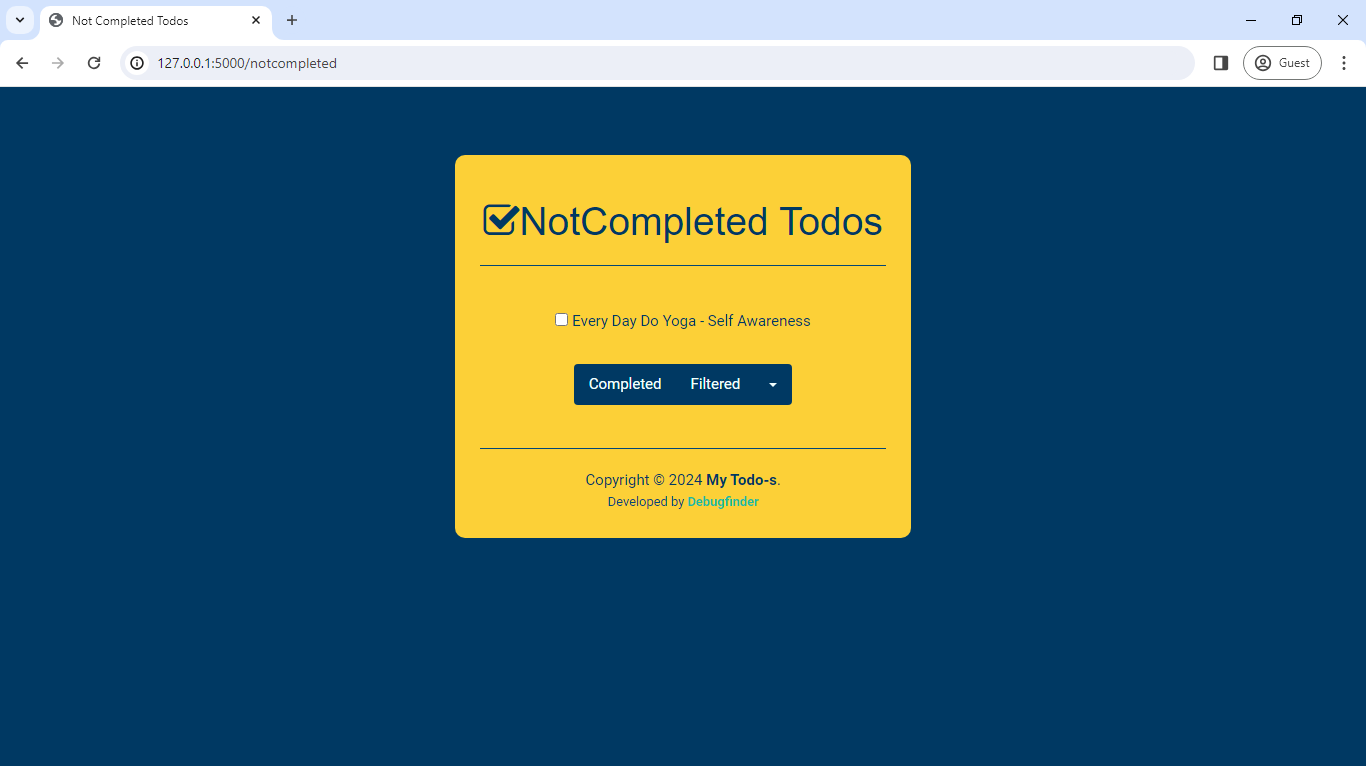 Not Completed Todos
127.0.0.1:5000/notcompleted
Guest
NotCompleted Todos
Every Day Do Yoga - Self Awareness
Completed Filtered
Copyright © 2024 My Todo-s.
Developed by Debugfinder